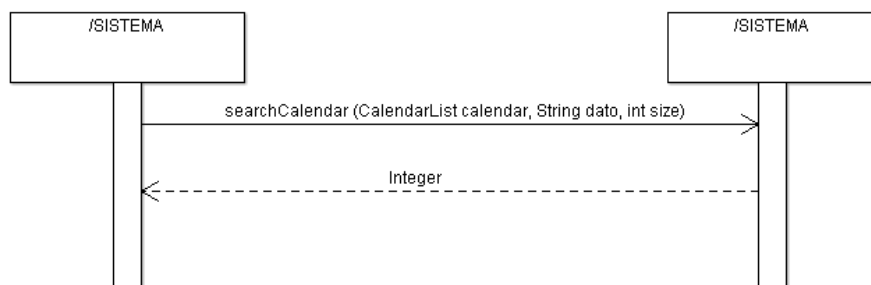 /SISTEMA
/SISTEMA
searchCalendar (CalendarList calendar, String dato, int size)
Integer